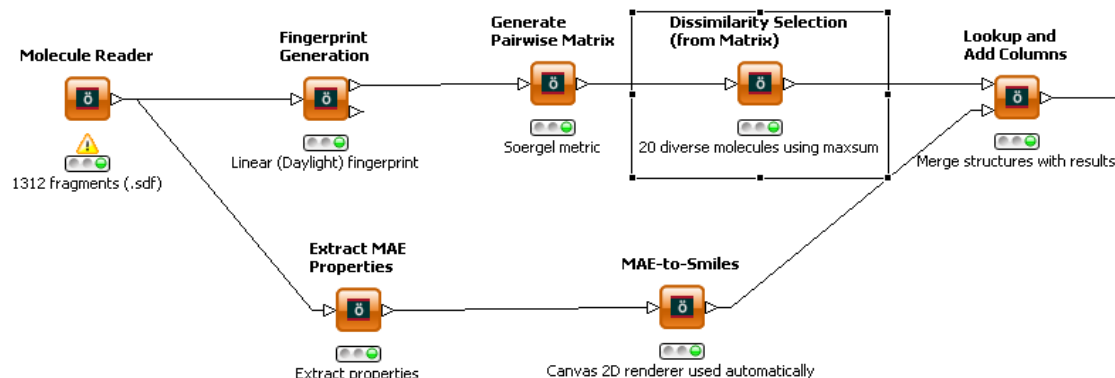 Molecule Reader
ö
1312 fragments (.sdf)
Fingerprint
Generation
ö
Linear (Daylight) fingerprint
Generate
Pairwise Matrix
ö
Soergel metric
Dissimilarity Selection
(from Matrix)
ö
20 diverse molecules using maxsum
Lookup and
Add Columns
ö
Merge structures with results
Extract MAE
Properties
ö
Extract properties
MAE-to-Smiles
ö
Canvas 2D renderer used automatically